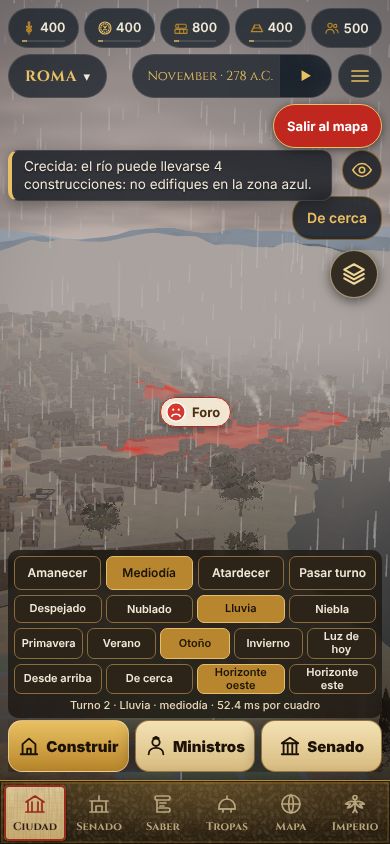 400
400
800
400
500
ROMA ▾
November · 278 a.C.
Salir al mapa
Crecida: el río puede llevarse 4
construcciones: no edifiques en la zona azul.
De cerca
Foro
Amanecer
Mediodía
Atardecer
Pasar turno
Despejado
Nublado
Lluvia
Niebla
Primavera
Verano
Otoño
Invierno
Luz de
hoy
Desde arriba
De cerca
Horizonte
oeste
Horizonte
este
Turno 2 · Lluvia · mediodía · 52.4 ms por cuadro
Construir
Ministros
Senado
Ciudad
Senado
Saber
Tropas
Mapa
Imperio